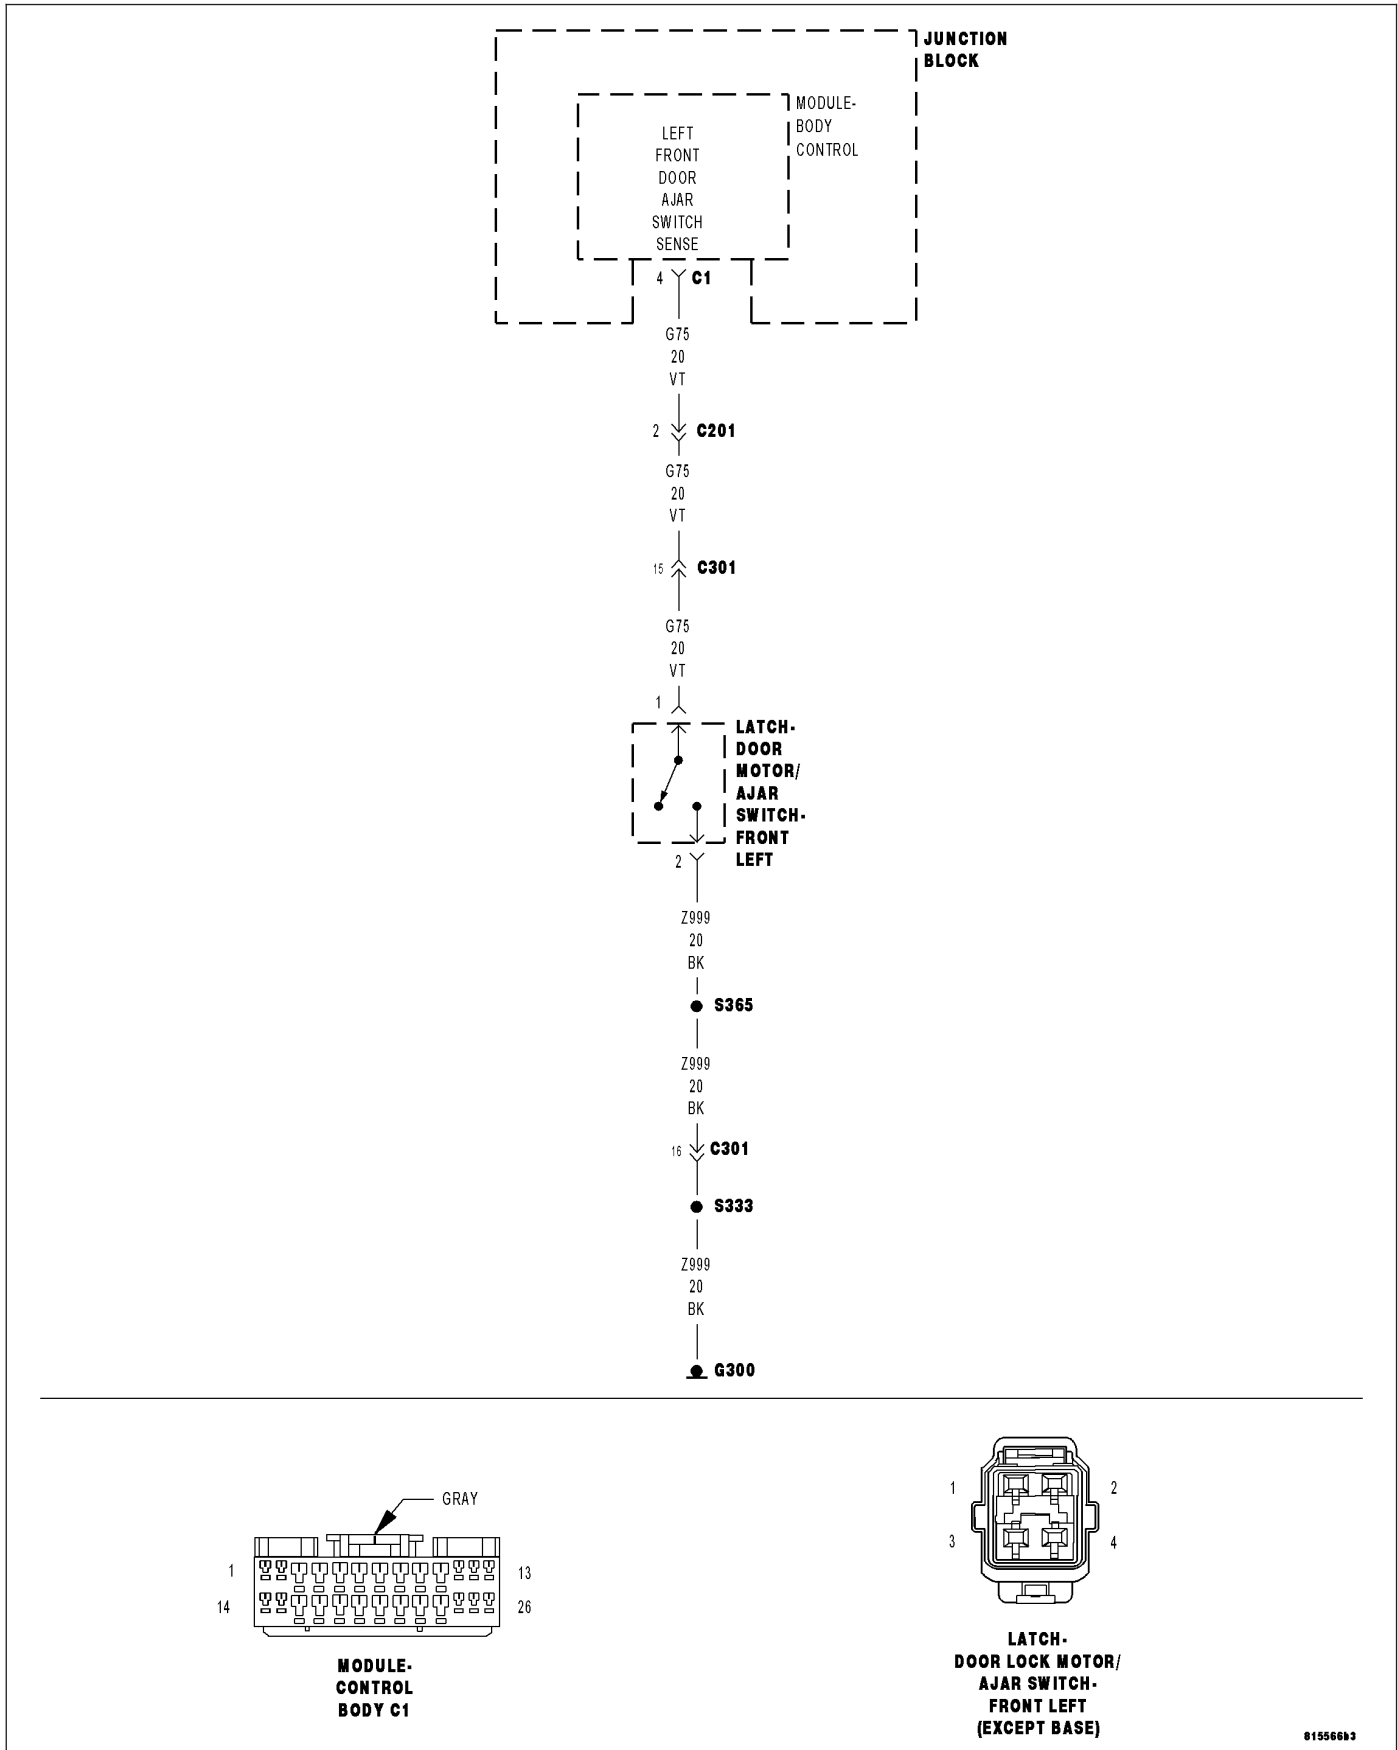 JUNCTION
BLOCK
MODULE-
BODY
CONTROL
LEFT
FRONT
DOOR
AJAR
SWITCH
SENSE
4 C1
G75
20
VT
2 C201
G75
20
VT
15 C301
G75
20
VT
1
LATCH-
DOOR
MOTOR/
AJAR
SWITCH-
FRONT
LEFT
2
Z999
20
BK
S365
Z999
20
BK
16 C301
S333
Z999
20
BK
G300
GRAY
1 13
14 26
MODULE-
CONTROL
BODY C1
1 2
3 4
LATCH-
DOOR LOCK MOTOR/
AJAR SWITCH-
FRONT LEFT
(EXCEPT BASE)
815566b3